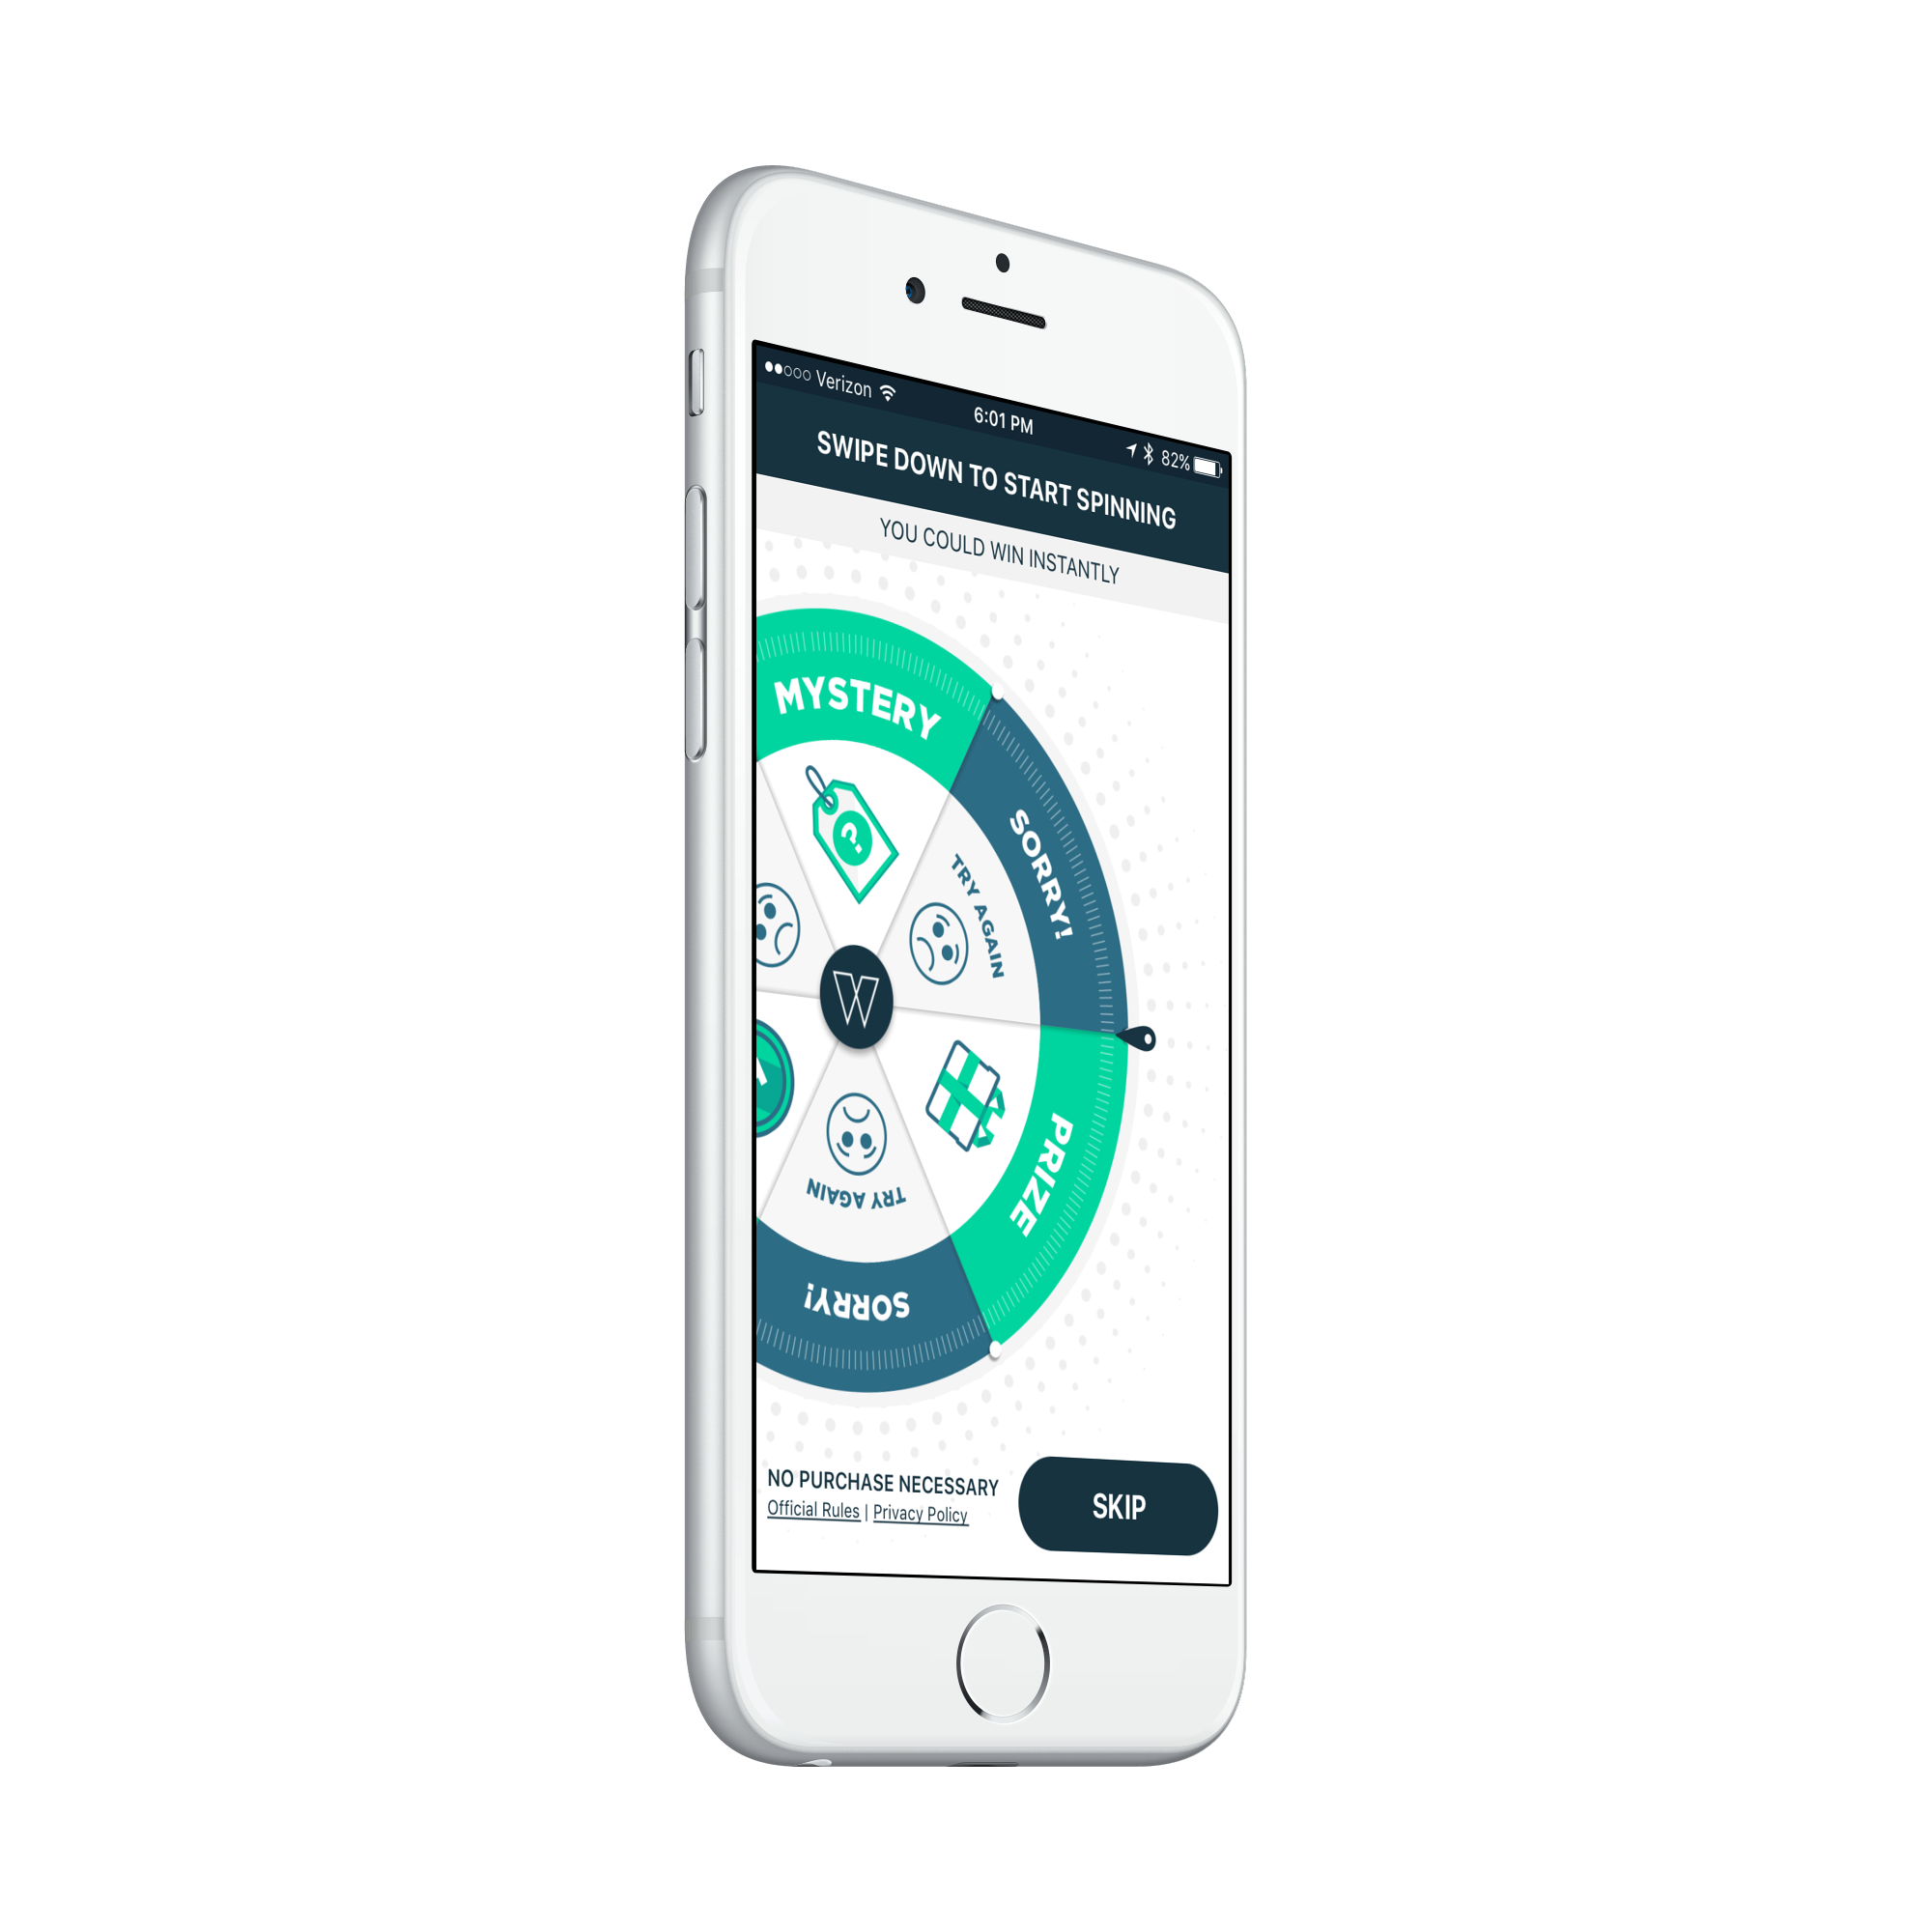 Verizon 6:01 PM 82%
SWIPE DOWN TO START SPINNING
YOU COULD WIN INSTANTLY
MYSTERY
?
SORRY!
TRY AGAIN
W
PRIZE
TRY AGAIN
SORRY!
NO PURCHASE NECESSARY
Official Rules | Privacy Policy
SKIP